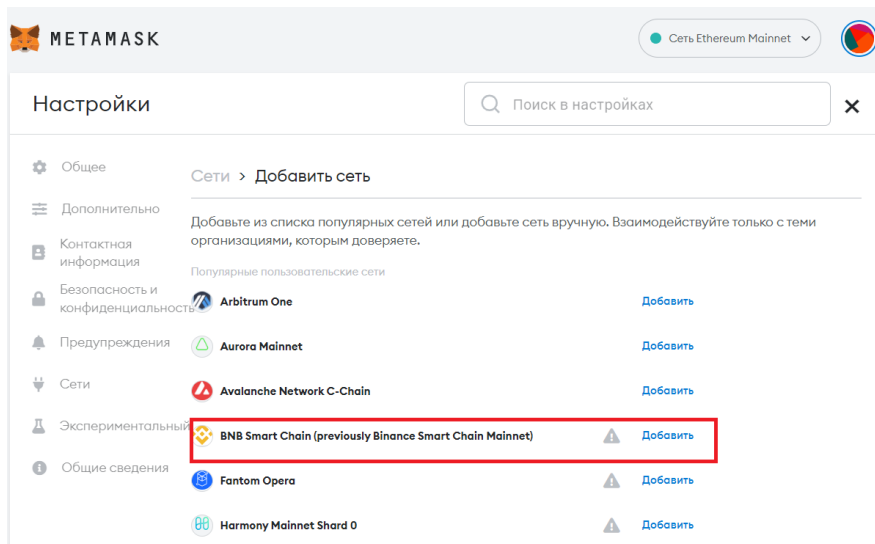 METAMASK
Сеть Ethereum Mainnet
Настройки
Поиск в настройках
Общее
Дополнительно
Контактная
информация
Безопасность и
конфиденциальность
Предупреждения
Сети
Экспериментальный
Общие сведения
Сети > Добавить сеть
Добавьте из списка популярных сетей или добавьте сеть вручную. Взаимодействуйте только с теми
организациями, которым доверяете.
Популярные пользовательские сети
Arbitrum One Добавить
Aurora Mainnet Добавить
Avalanche Network C-Chain Добавить
BNB Smart Chain (previously Binance Smart Chain Mainnet) Добавить
Fantom Opera Добавить
Harmony Mainnet Shard 0 Добавить